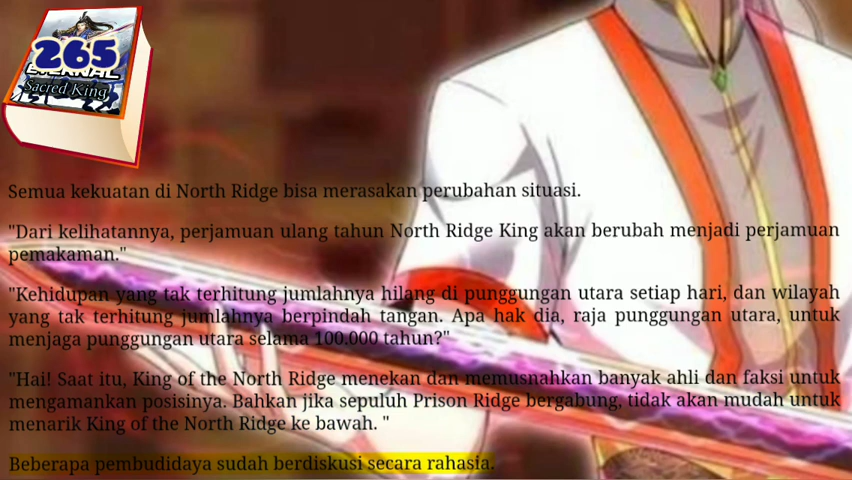 265
ETERNAL
Sacred King
Semua kekuatan di North Ridge bisa merasakan perubahan situasi.
"Dari kelihatannya, perjamuan ulang tahun North Ridge King akan berubah menjadi perjamuan
pemakaman."
"Kehidupan yang tak terhitung jumlahnya hilang di punggungan utara setiap hari, dan wilayah
yang tak terhitung jumlahnya berpindah tangan. Apa hak dia, raja punggungan utara, untuk
menjaga punggungan utara selama 100.000 tahun?"
"Hai! Saat itu, King of the North Ridge menekan dan memusnahkan banyak ahli dan faksi untuk
mengamankan posisinya. Bahkan jika sepuluh Prison Ridge bergabung, tidak akan mudah untuk
menarik King of the North Ridge ke bawah. "
Beberapa pembudidaya sudah berdiskusi secara rahasia.